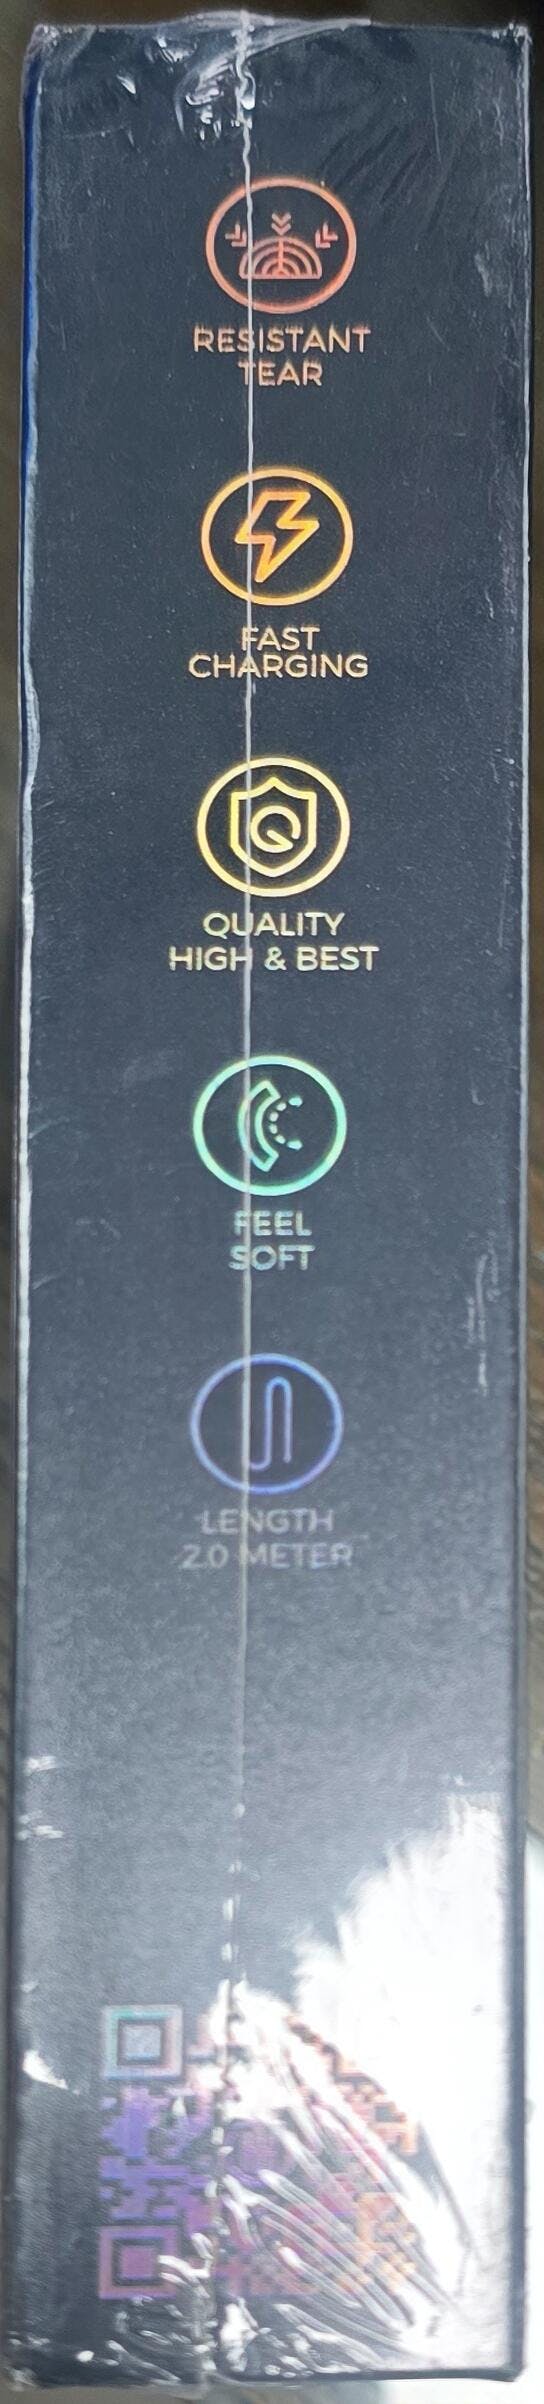 RESISTANT
TEAR
FAST
CHARGING
QUALITY
HIGH & BEST
FEEL
SOFT
LENGTH
2.0 METER